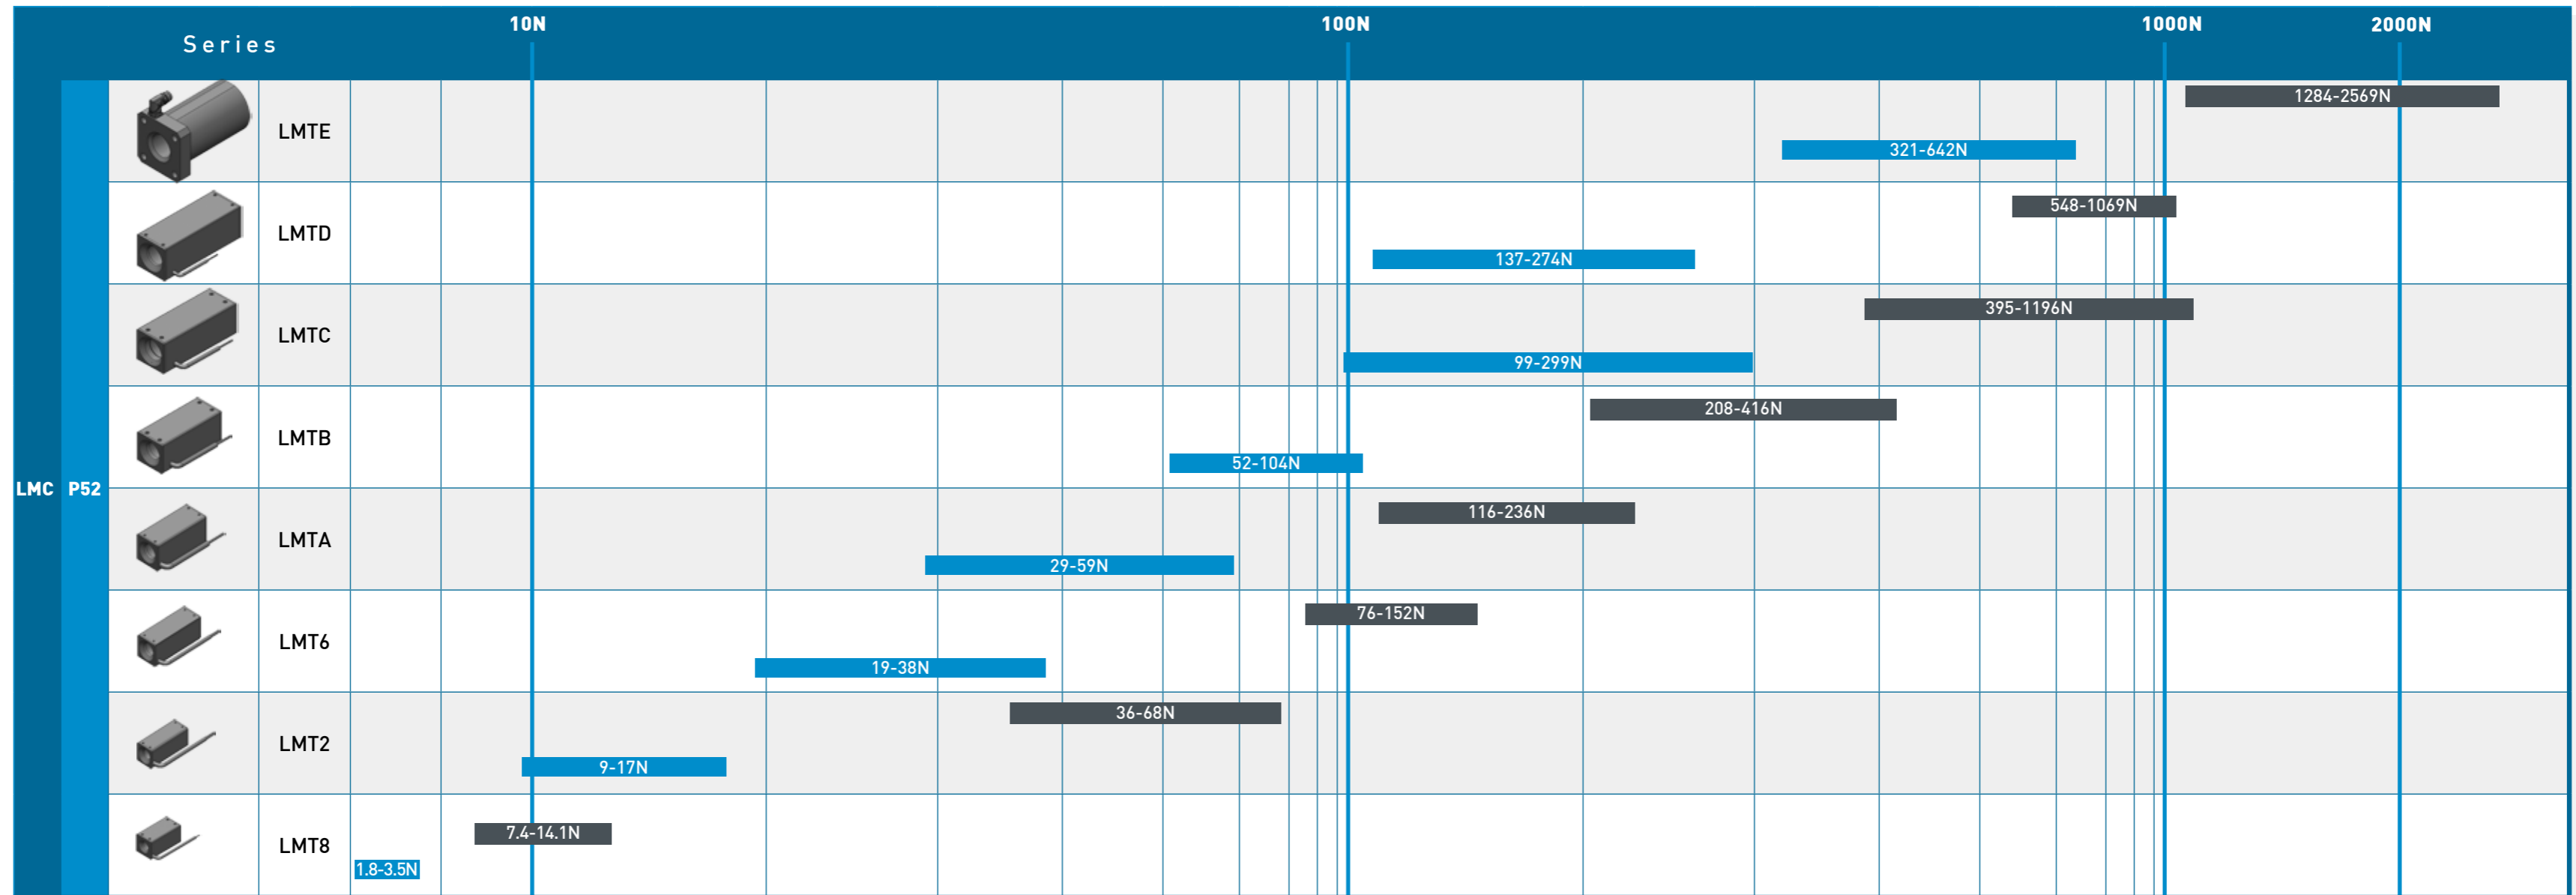 Series
10N
100N
1000N
2000N
LMC
P52
LMTE
1284-2569N
321-642N
LMTD
548-1069N
137-274N
LMTC
395-1196N
99-299N
LMTB
208-416N
52-104N
LMTA
116-236N
29-59N
LMT6
76-152N
19-38N
LMT2
36-68N
9-17N
LMT8
7.4-14.1N
1.8-3.5N